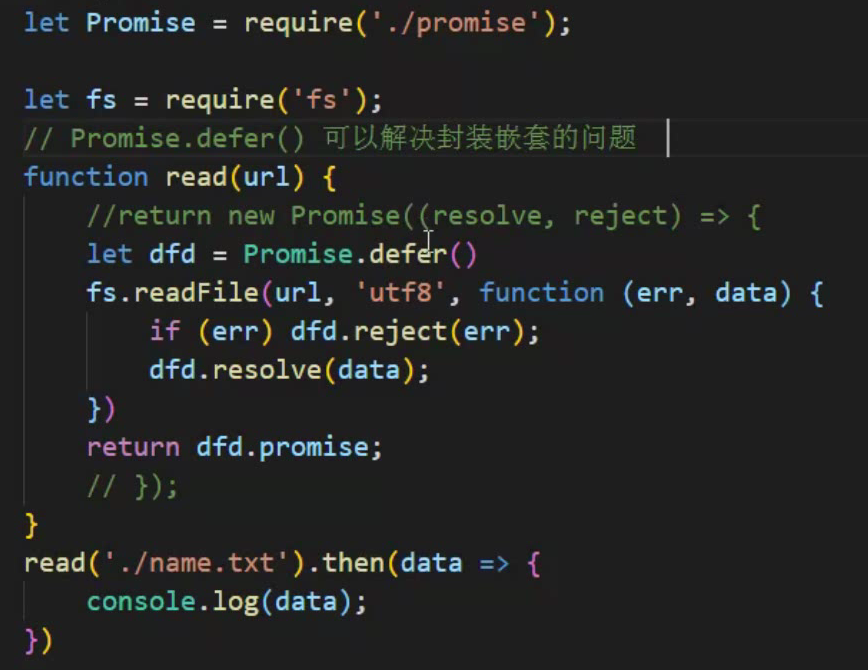 let Promise = require('./promise');
let fs = require('fs');
// Promise.defer() 可以解决封装嵌套的问题
function read(url) {
//return new Promise((resolve, reject) => {
let dfd = Promise.defer()
fs.readFile(url, 'utf8', function (err, data) {
if (err) dfd.reject(err);
dfd.resolve(data);
})
return dfd.promise;
// });
}
read('./name.txt').then(data => {
console.log(data);
})